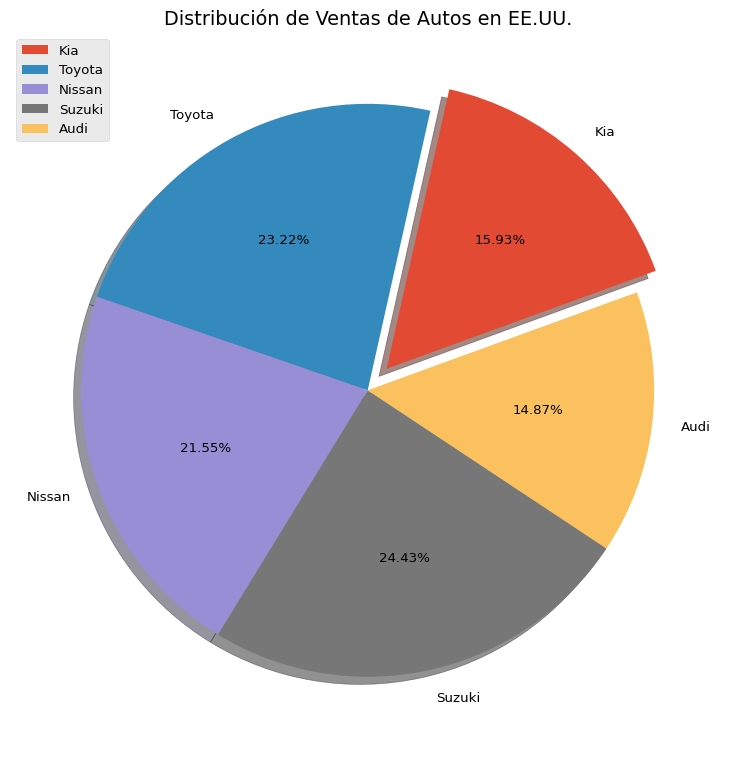 Distribución de Ventas de Autos en EE.UU.
Kia
Toyota
Nissan
Suzuki
Audi
Toyota
Kia
23.22%
15.93%
14.87%
Audi
21.55%
Nissan
24.43%
Suzuki